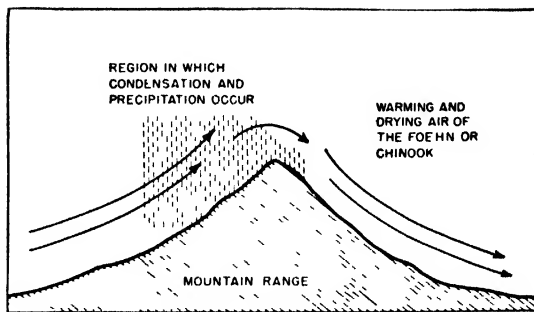 REGION IN WHICH
CONDENSATION AND
PRECIPITATION OCCUR
WARMING AND
DRYING AIR OF
THE FOEHN OR
CHINOOK
MOUNTAIN RANGE